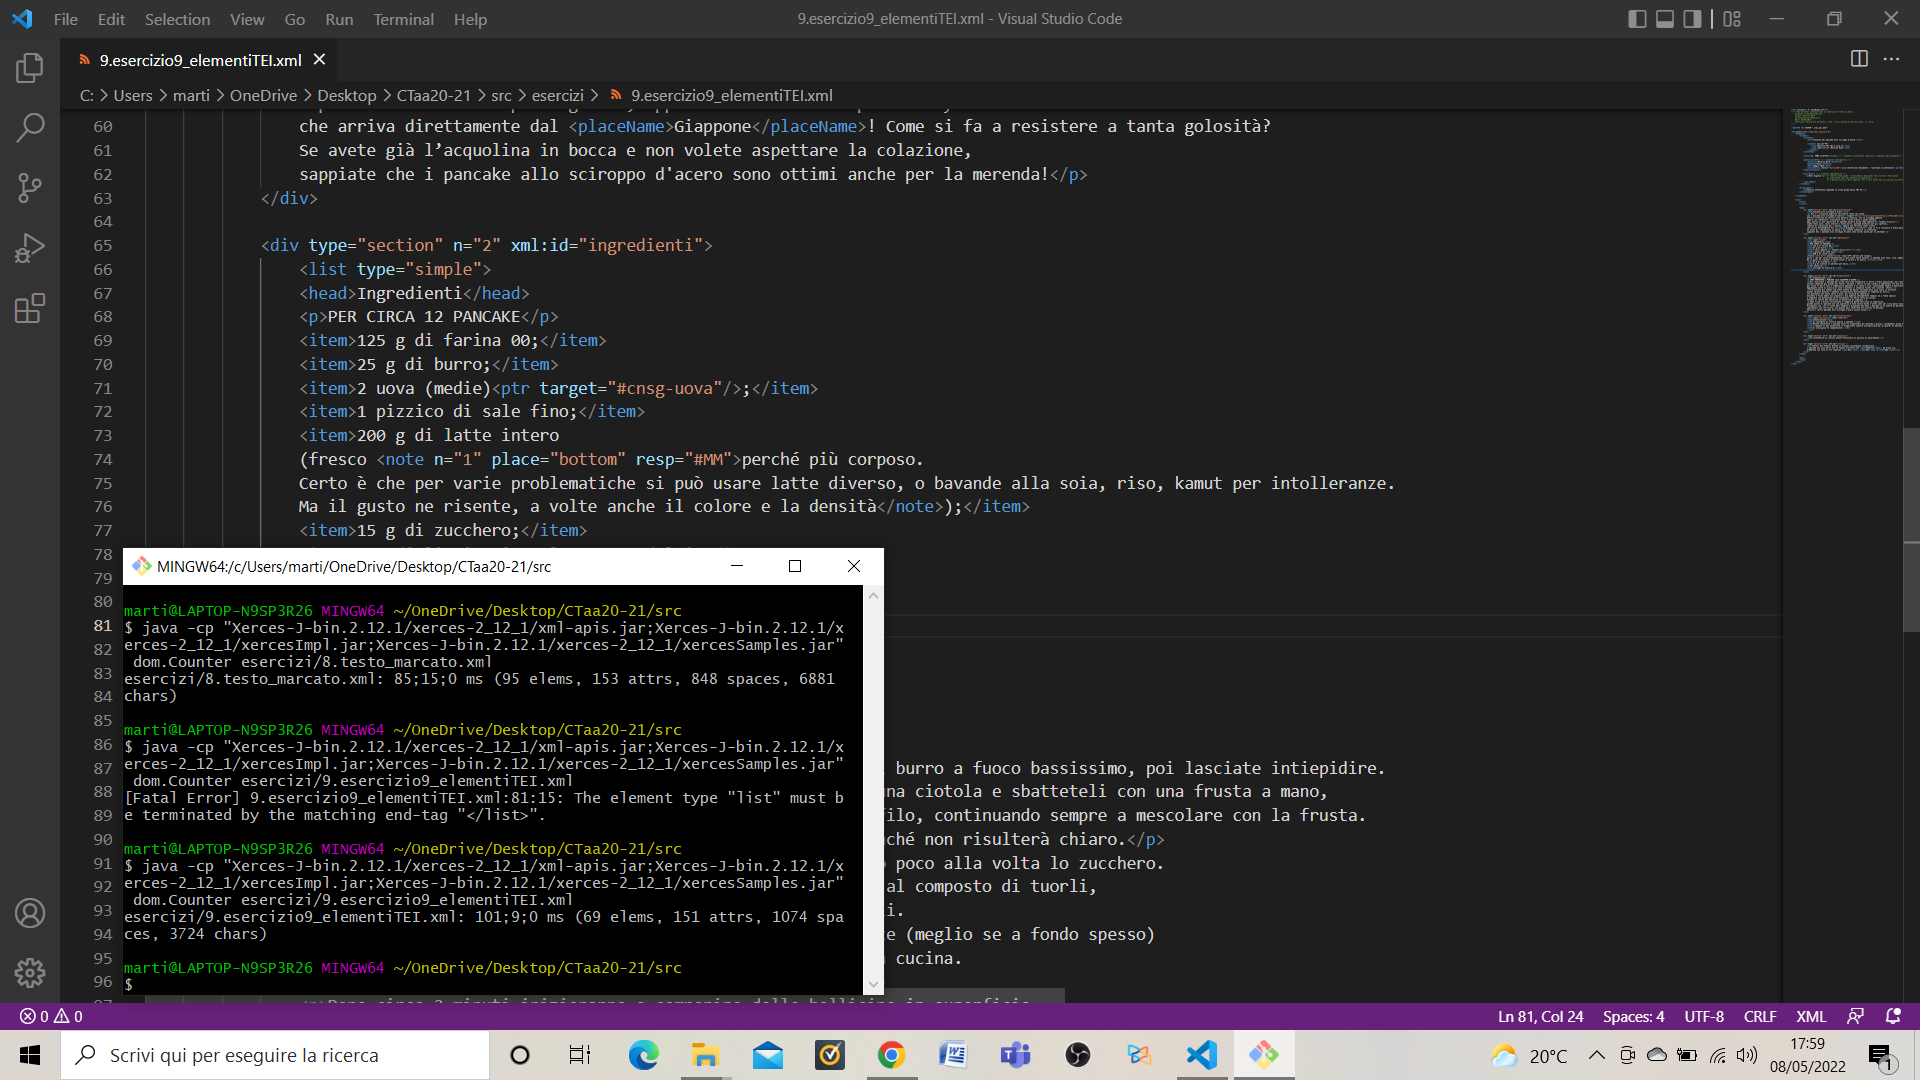 File Edit Selection View Go Run Terminal Help
9.esercizio9_elementiTEI.xml - Visual Studio Code
9.esercizio9_elementiTEI.xml
C: > Users > marti > OneDrive > Desktop > CTaa20-21 > src > esercizi > 9.esercizio9_elementiTEI.xml
60 che arriva direttamente dal <placeName>Giappone</placeName>! Come si fa a resistere a tanta golosità?
61 Se avete già l’acquolina in bocca e non volete aspettare la colazione,
62 sappiate che i pancake allo sciroppo d'acero sono ottimi anche per la merenda!</p>
63 </div>
64
65 <div type="section" n="2" xml:id="ingredienti">
66 <list type="simple">
67 <head>Ingredienti</head>
68 <p>PER CIRCA 12 PANCAKE</p>
69 <item>125 g di farina 00;</item>
70 <item>25 g di burro;</item>
71 <item>2 uova (medie)<ptr target="#cnsg-uova"/>;</item>
72 <item>1 pizzico di sale fino;</item>
73 <item>200 g di latte intero
74 (fresco <note n="1" place="bottom" resp="#MM">perché più corposo.
75 Certo è che per varie problematiche si può usare latte diverso, o bavande alla soia, riso, kamut per intolleranze.
76 Ma il gusto ne risente, a volte anche il colore e la densità</note>);</item>
77 <item>15 g di zucchero;</item>
78
79
80
81
82
83
84
85
86
87 burro a fuoco bassissimo, poi lasciate intiepidire.
88 una ciotola e sbatteteli con una frusta a mano,
89 filo, continuando sempre a mescolare con la frusta.
90 ché non risulterà chiaro.</p>
91 poco alla volta lo zucchero.
92 al composto di tuorli,
93 i.
94 e (meglio se a fondo spesso)
95 cucina.
96
MINGW64:/c/Users/marti/OneDrive/Desktop/CTaa20-21/src
marti@LAPTOP-N9SP3R26 MINGW64 ~/OneDrive/Desktop/CTaa20-21/src
$ java -cp "Xerces-J-bin.2.12.1/xerces-2_12_1/xml-apis.jar;Xerces-J-bin.2.12.1/x
erces-2_12_1/xercesImpl.jar;Xerces-J-bin.2.12.1/xerces-2_12_1/xercesSamples.jar"
dom.Counter esercizi/8.testo_marcato.xml
esercizi/8.testo_marcato.xml: 85;15;0 ms (95 elems, 153 attrs, 848 spaces, 6881
chars)
marti@LAPTOP-N9SP3R26 MINGW64 ~/OneDrive/Desktop/CTaa20-21/src
$ java -cp "Xerces-J-bin.2.12.1/xerces-2_12_1/xml-apis.jar;Xerces-J-bin.2.12.1/x
erces-2_12_1/xercesImpl.jar;Xerces-J-bin.2.12.1/xerces-2_12_1/xercesSamples.jar"
dom.Counter esercizi/9.esercizio9_elementiTEI.xml
[Fatal Error] 9.esercizio9_elementiTEI.xml:81:15: The element type "list" must b
e terminated by the matching end-tag "</list>".
marti@LAPTOP-N9SP3R26 MINGW64 ~/OneDrive/Desktop/CTaa20-21/src
$ java -cp "Xerces-J-bin.2.12.1/xerces-2_12_1/xml-apis.jar;Xerces-J-bin.2.12.1/x
erces-2_12_1/xercesImpl.jar;Xerces-J-bin.2.12.1/xerces-2_12_1/xercesSamples.jar"
dom.Counter esercizi/9.esercizio9_elementiTEI.xml
esercizi/9.esercizio9_elementiTEI.xml: 101;9;0 ms (69 elems, 151 attrs, 1074 spa
ces, 3724 chars)
marti@LAPTOP-N9SP3R26 MINGW64 ~/OneDrive/Desktop/CTaa20-21/src
$
0 0 Ln 81, Col 24 Spaces: 4 UTF-8 CRLF XML
Scrivi qui per eseguire la ricerca
20°C
17:59
08/05/2022
1